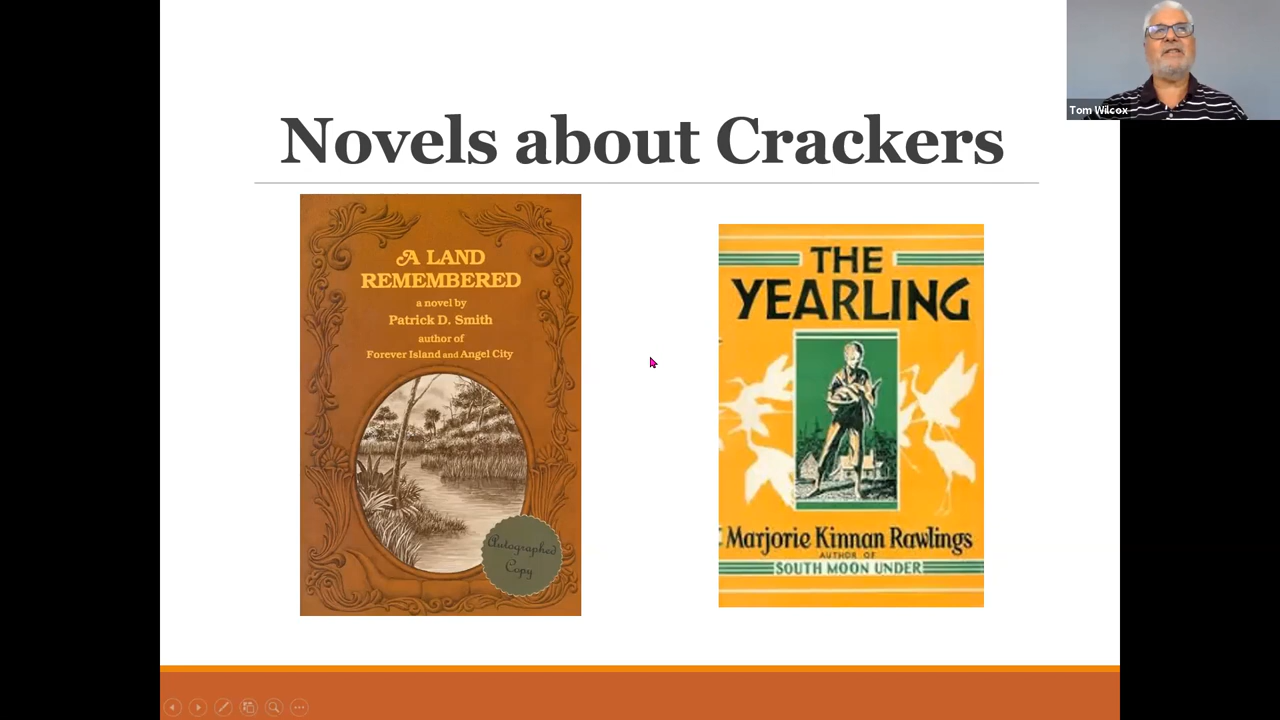 Novels about Crackers
Tom Wilcox
A LAND
REMEMBERED
a novel by
Patrick D. Smith
author of
Forever Island and Angel City
Autographed
Copy
THE
YEARLING
Marjorie Kinnan Rawlings
AUTHOR OF
SOUTH MOON UNDER